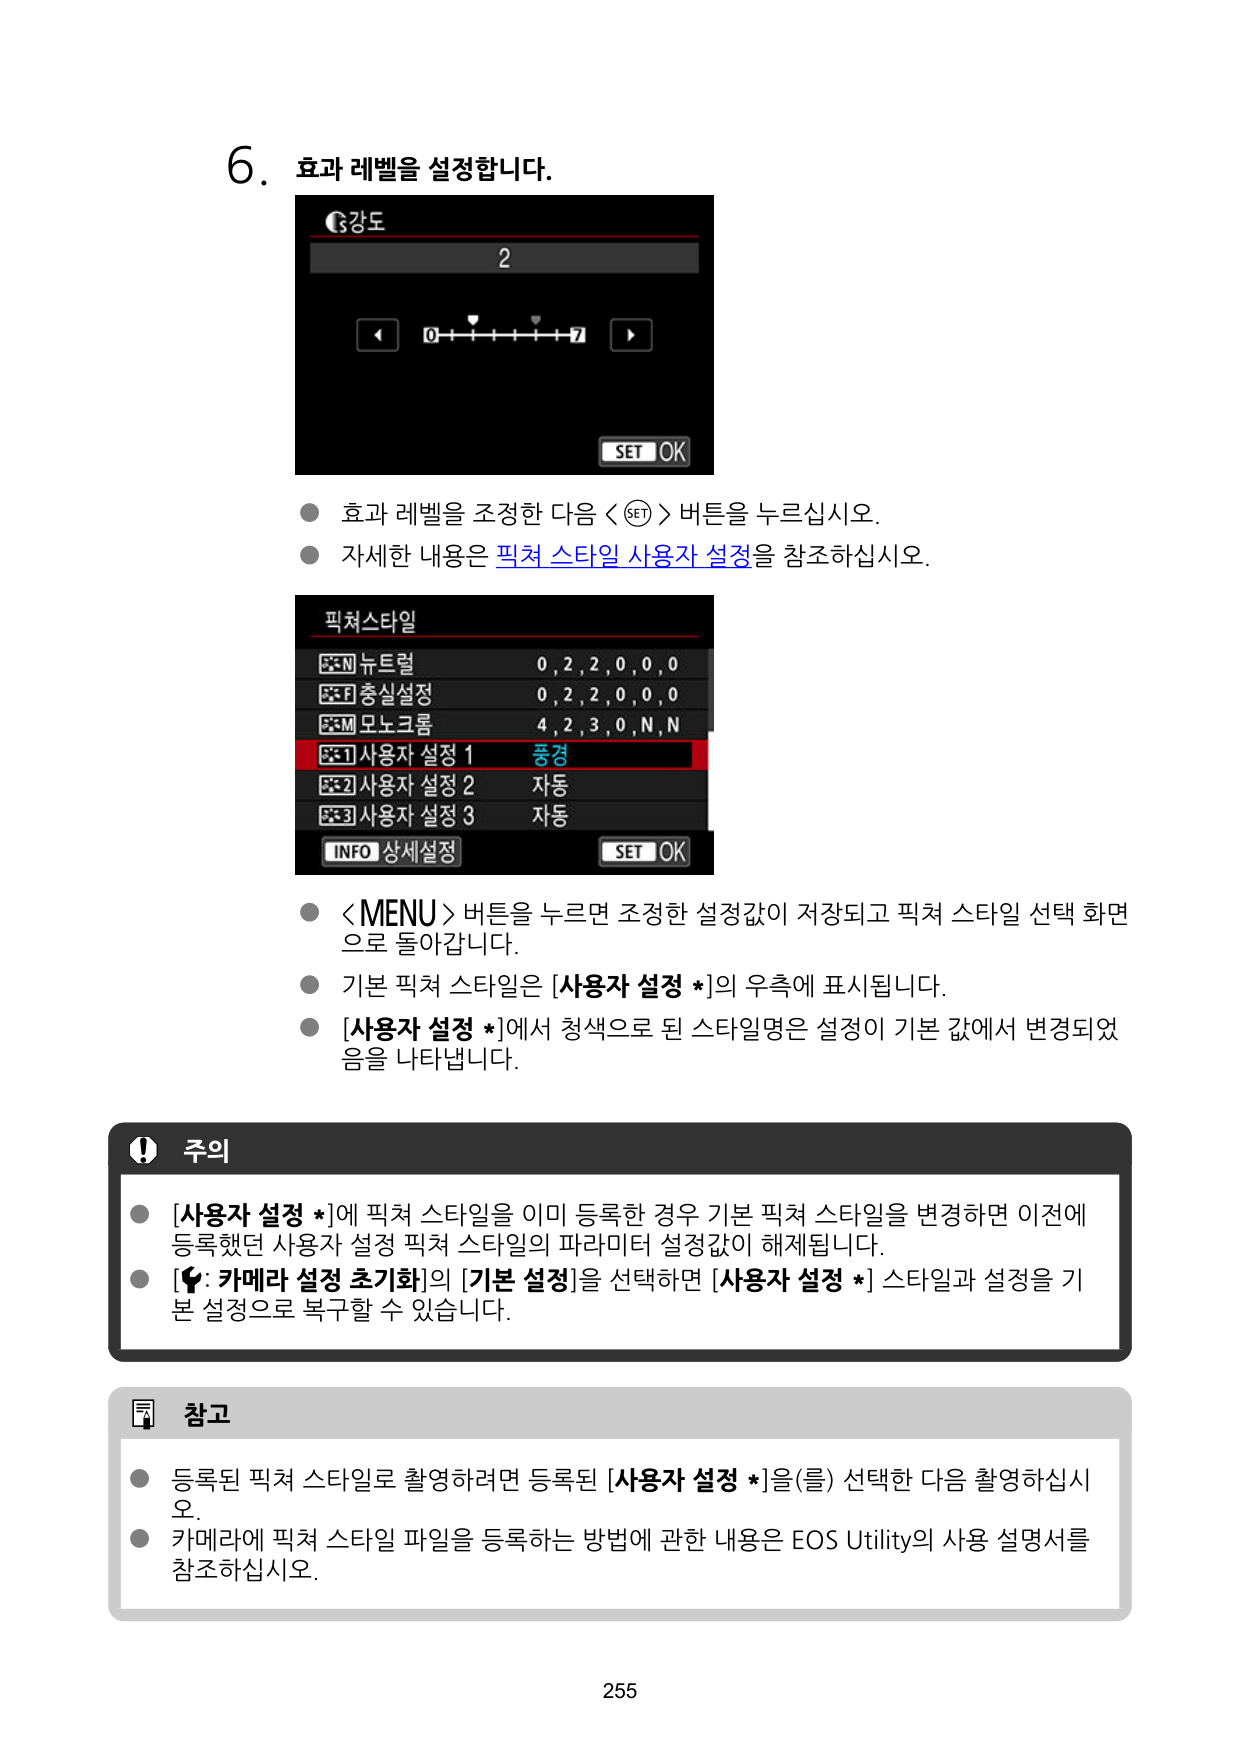 6. 효과 레벨을 설정합니다.
S강도
2
0 7
SET OK
● 효과 레벨을 조정한 다음 < SET > 버튼을 누르십시오.
● 자세한 내용은 픽쳐 스타일 사용자 설정을 참조하십시오.
픽쳐스타일
N 뉴트럴 0,2,2,0,0,0
F 충실설정 0,2,2,0,0,0
M 모노크롬 4,2,3,0,N,N
1 사용자 설정 1 풍경
2 사용자 설정 2 자동
3 사용자 설정 3 자동
INFO 상세설정 SET OK
● < MENU > 버튼을 누르면 조정한 설정값이 저장되고 픽쳐 스타일 선택 화면
으로 돌아갑니다.
● 기본 픽쳐 스타일은 [사용자 설정 *]의 우측에 표시됩니다.
● [사용자 설정 *]에서 청색으로 된 스타일명은 설정이 기본 값에서 변경되었
음을 나타냅니다.
주의
● [사용자 설정 *]에 픽쳐 스타일을 이미 등록한 경우 기본 픽쳐 스타일을 변경하면 이전에
등록했던 사용자 설정 픽쳐 스타일의 파라미터 설정값이 해제됩니다.
● [: 카메라 설정 초기화]의 [기본 설정]을 선택하면 [사용자 설정 *] 스타일과 설정을 기
본 설정으로 복구할 수 있습니다.
참고
● 등록된 픽쳐 스타일로 촬영하려면 등록된 [사용자 설정 *]을(를) 선택한 다음 촬영하십시
오.
● 카메라에 픽쳐 스타일 파일을 등록하는 방법에 관한 내용은 EOS Utility의 사용 설명서를
참조하십시오.
255